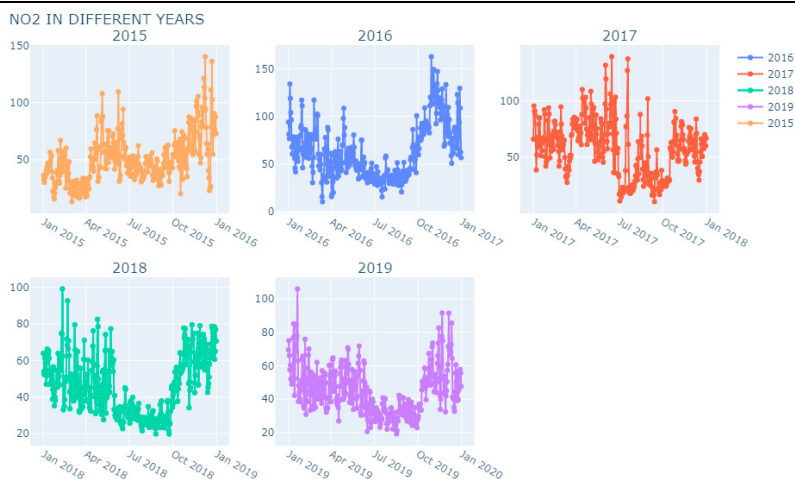 NO2 IN DIFFERENT YEARS
2015
2016
2017
150
100
50
Jan 2015
Apr 2015
Jul 2015
Oct 2015
Jan 2016
150
100
50
0
Jan 2016
Apr 2016
Jul 2016
Oct 2016
Jan 2017
100
50
Jan 2017
Apr 2017
Jul 2017
Oct 2017
Jan 2018
2016
2017
2018
2019
2015
2018
2019
100
80
60
40
20
Jan 2018
Apr 2018
Jul 2018
Oct 2018
Jan 2019
100
80
60
40
20
Jan 2019
Apr 2019
Jul 2019
Oct 2019
Jan 2020